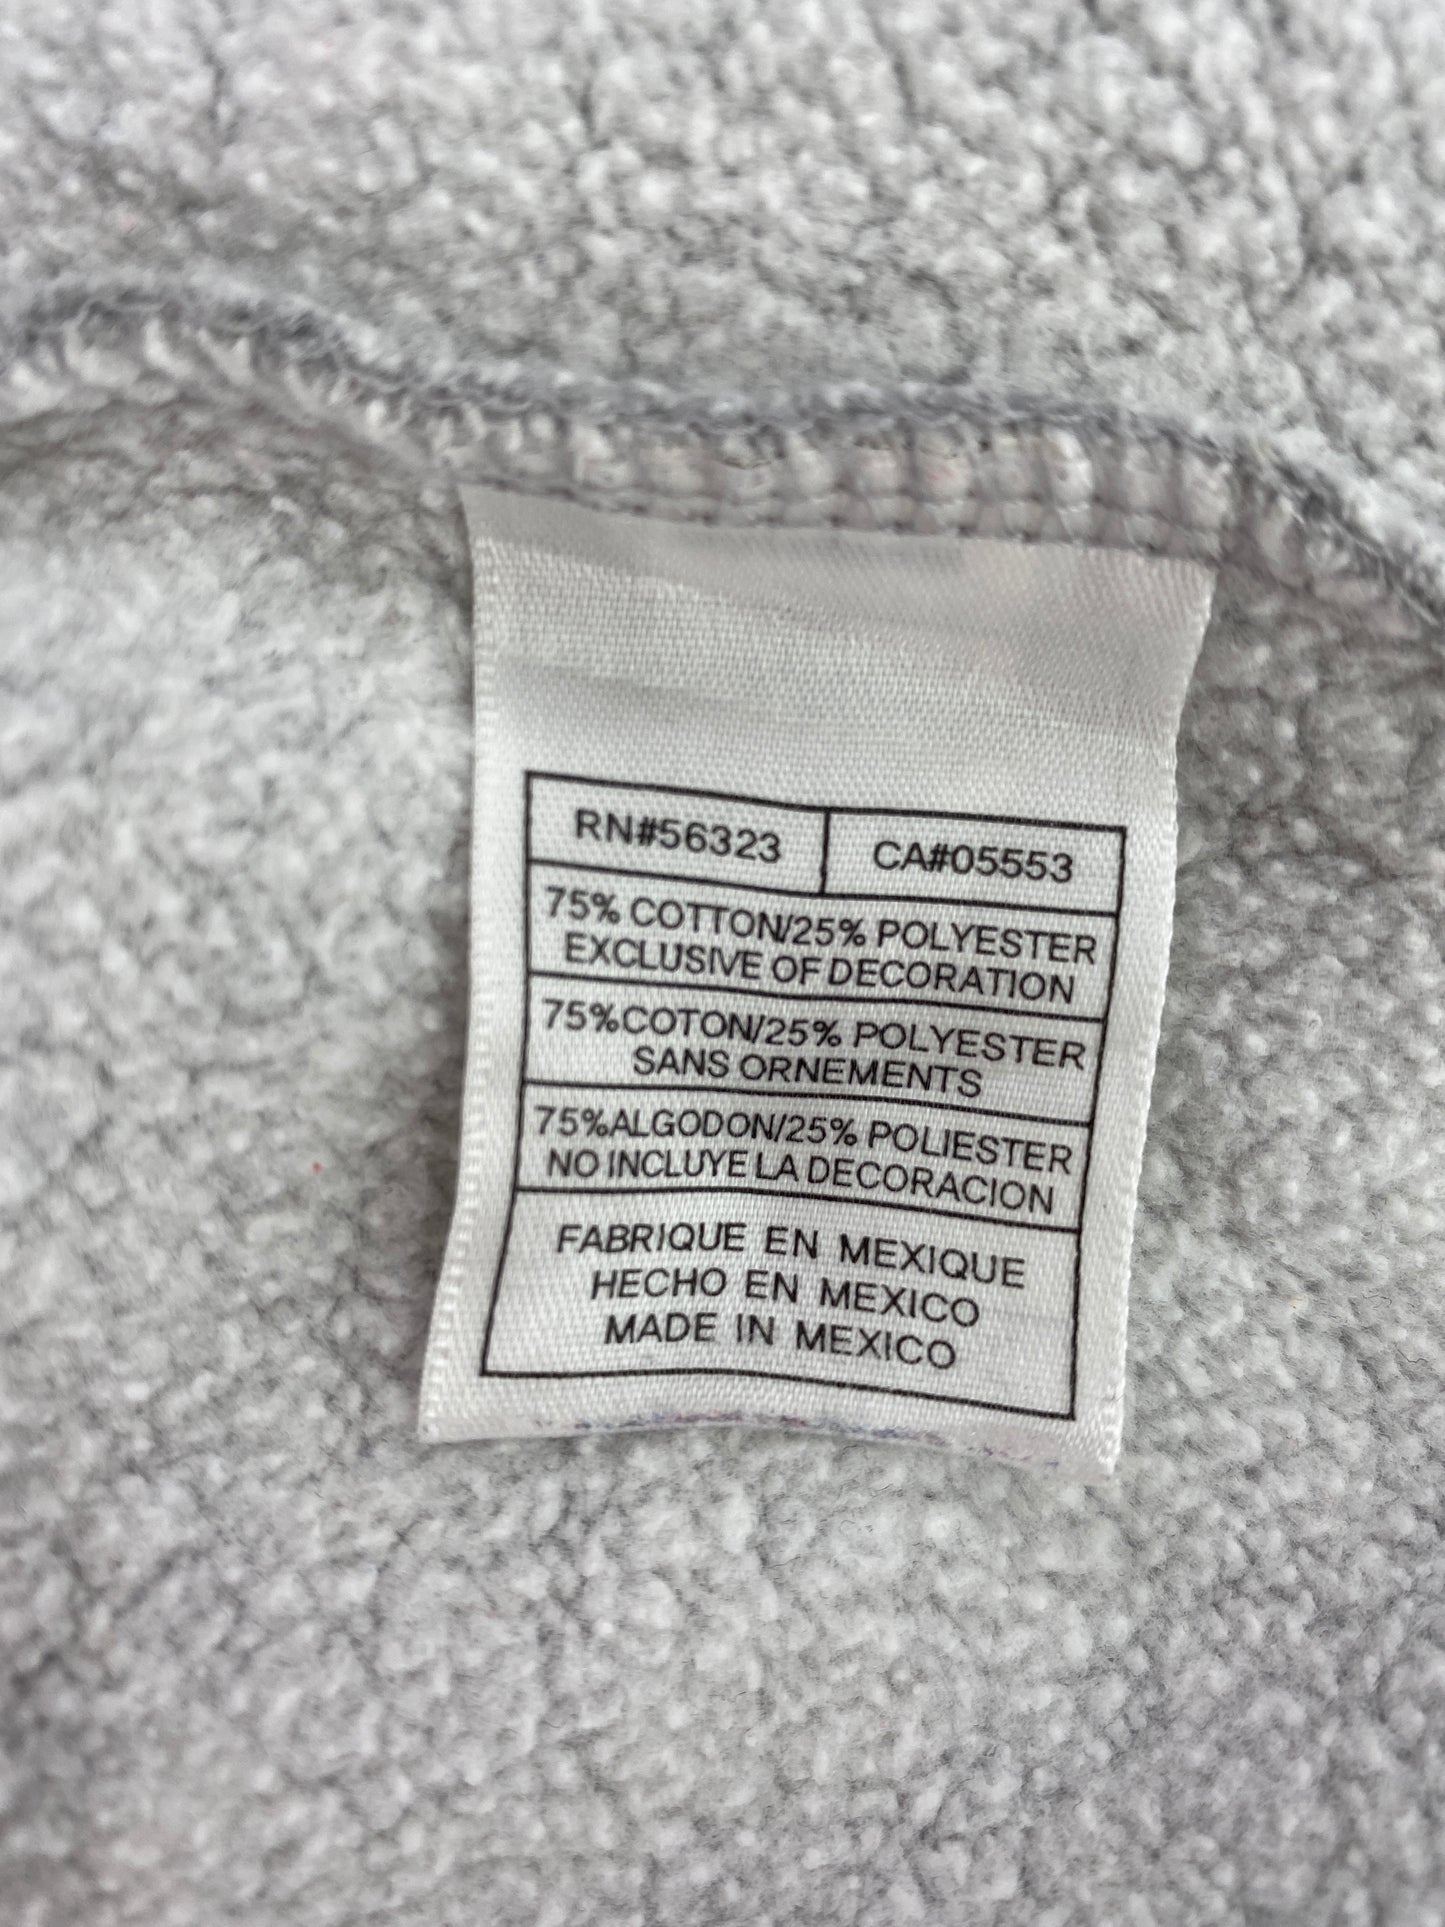 RN#56323 CA#05553
75% COTTON/25% POLYESTER
EXCLUSIVE OF DECORATION
75%COTON/25% POLYESTER
SANS ORNEMENTS
75%ALGODON/25% POLIESTER
NO INCLUYE LA DECORACION
FABRIQUE EN MEXIQUE
HECHO EN MEXICO
MADE IN MEXICO